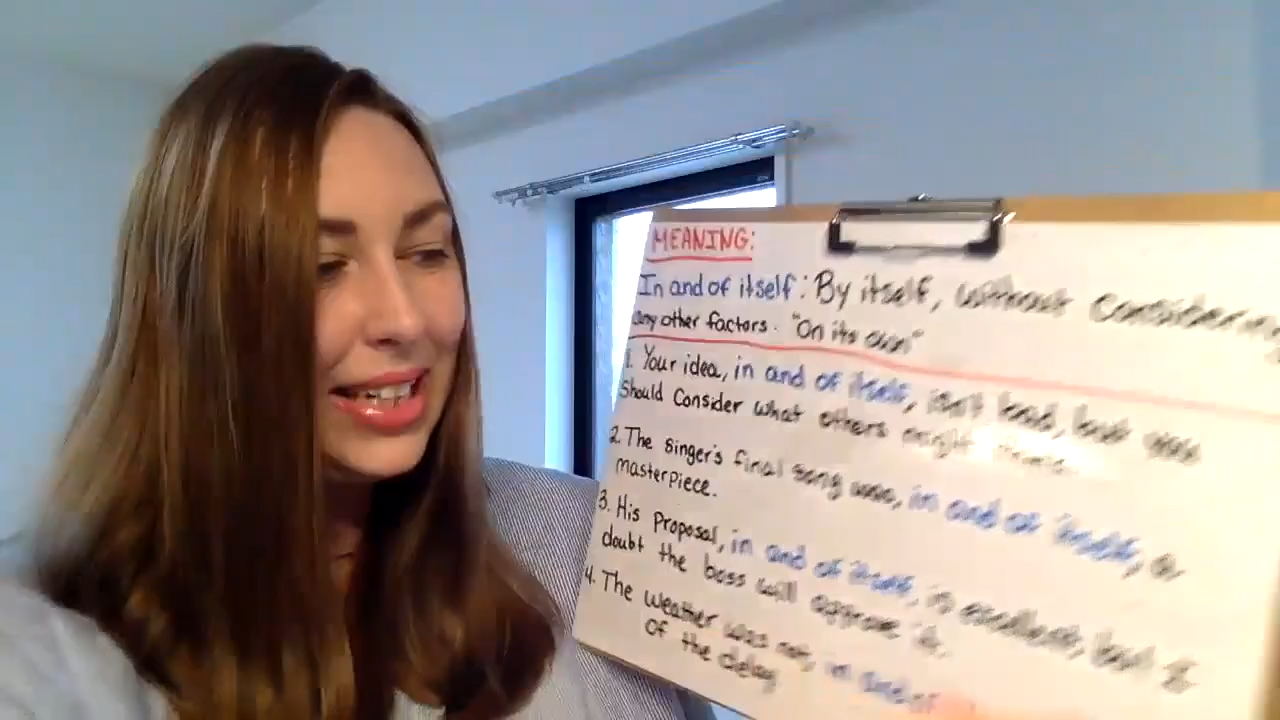 MEANING:
In and of itself: By itself, without considering
any other factors. "On its own"
1. Your idea, in and of itself, isn't bad, but you
should consider what others might think.
2. The singer's final song was, in and of itself, a
masterpiece.
3. His proposal, in and of itself, is excellent, but I
doubt the boss will approve it.
4. The weather was not, in and of
of the delay